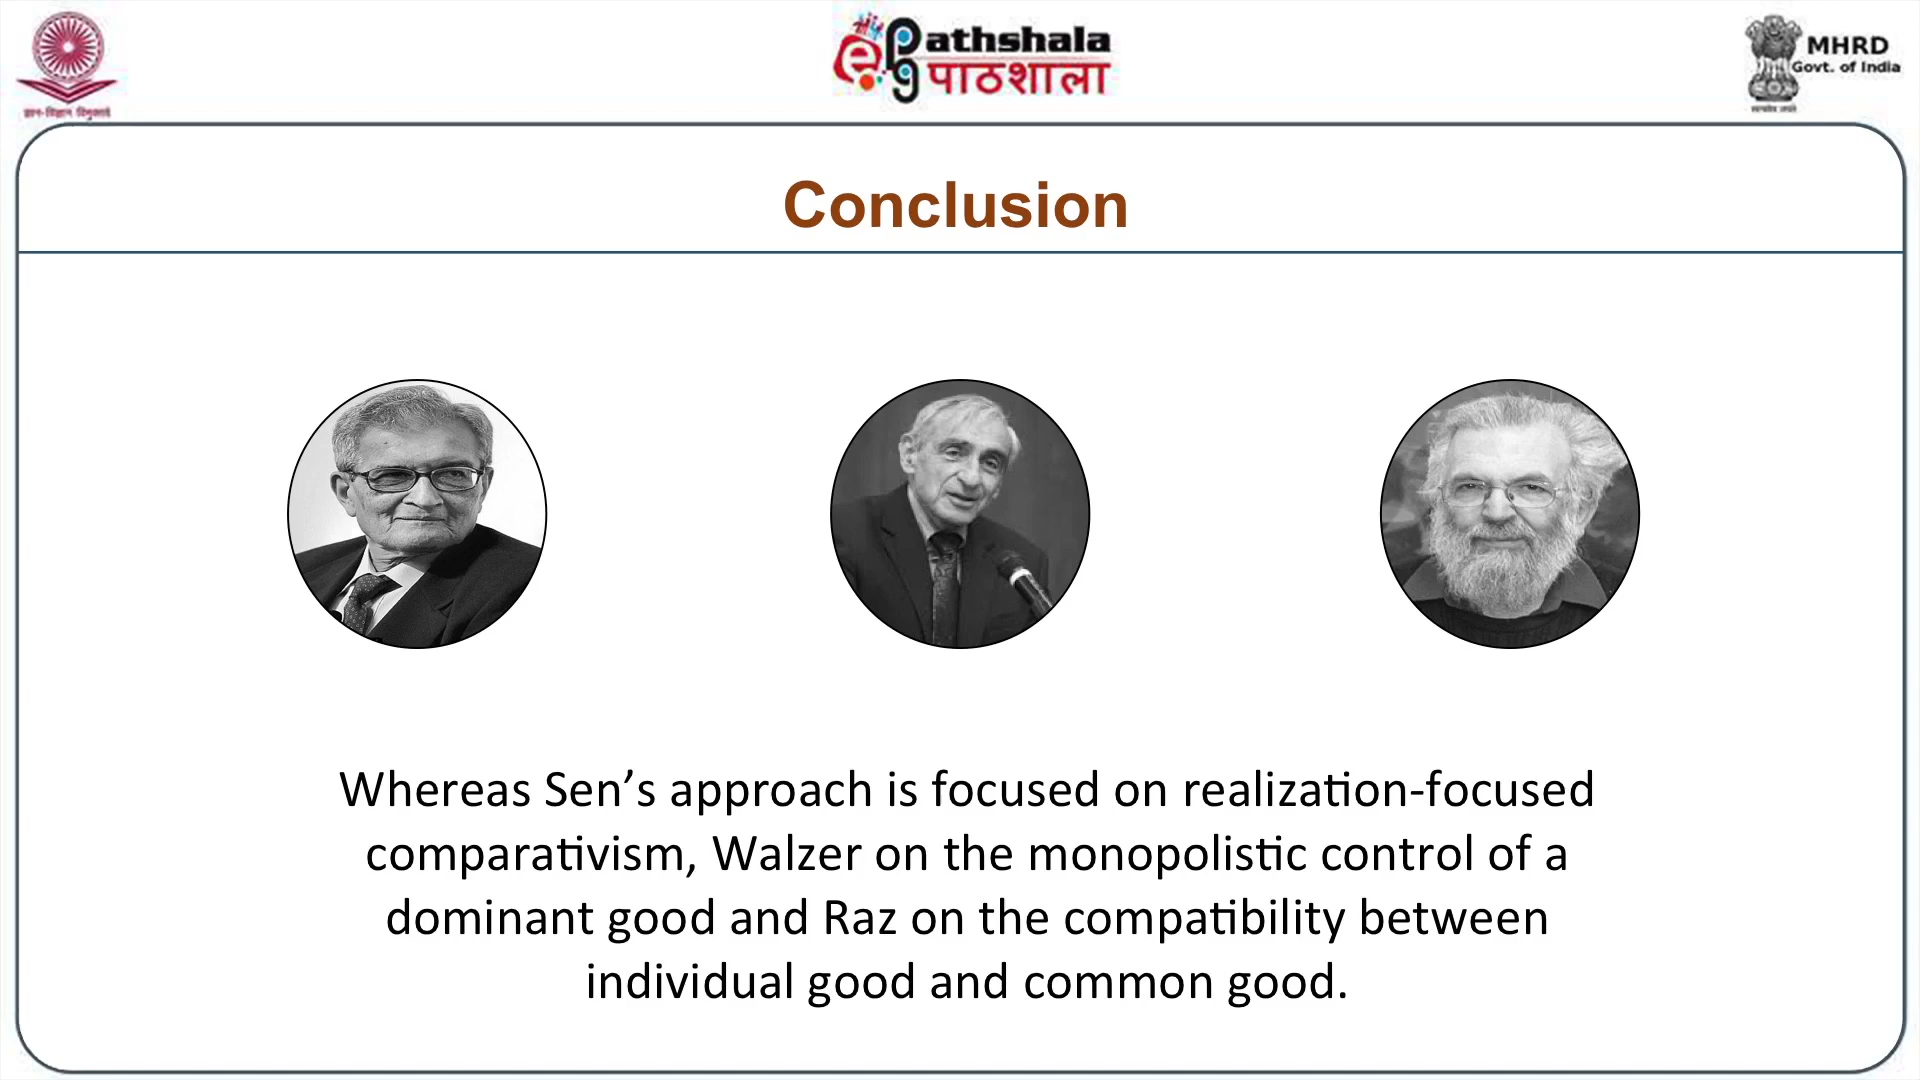 Pathshala
पाठशाला
MHRD
Govt. of India
Conclusion
Whereas Sen’s approach is focused on realization-focused
comparativism, Walzer on the monopolistic control of a
dominant good and Raz on the compatibility between
individual good and common good.